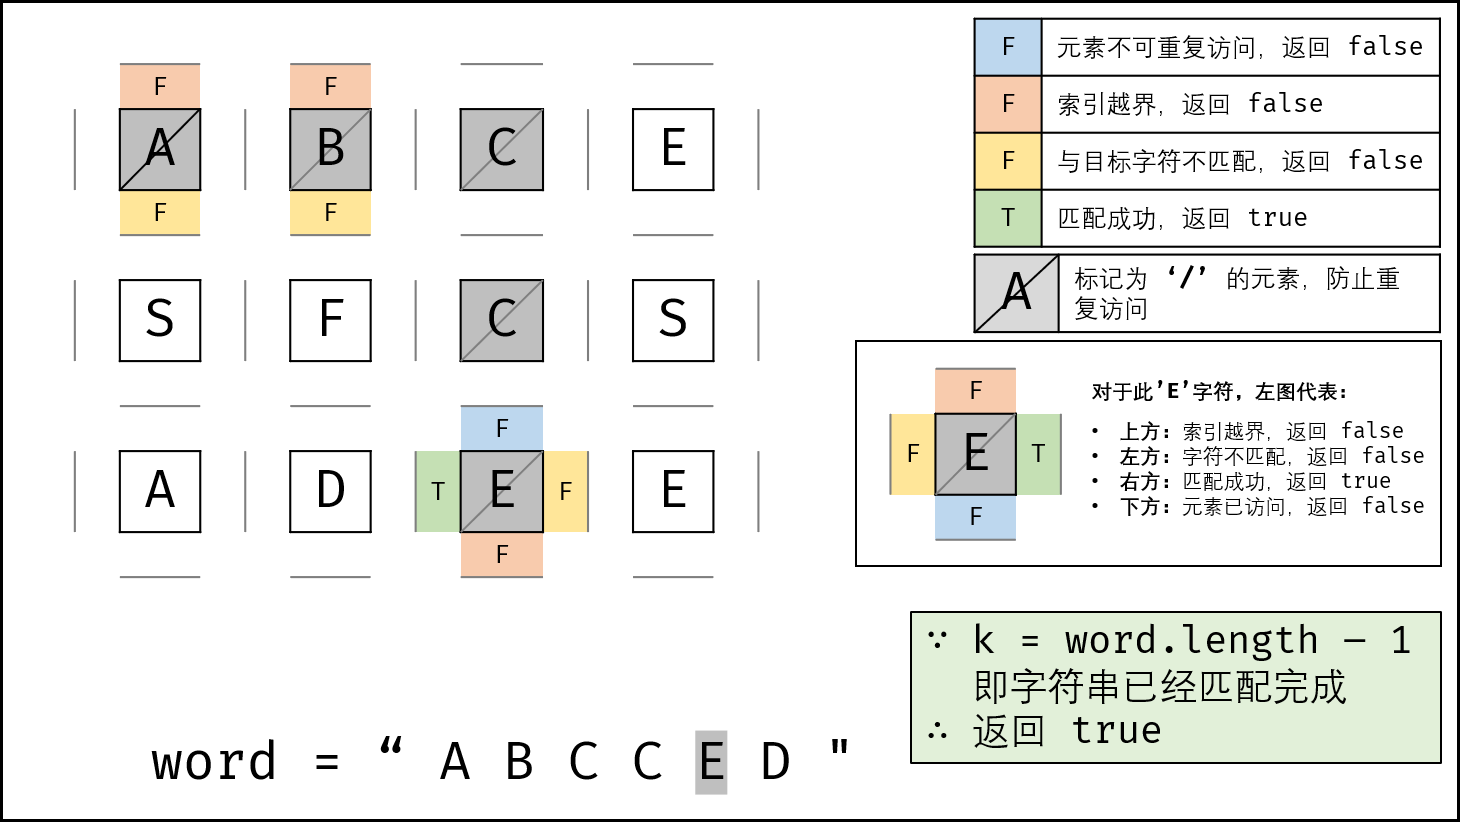 F F
A B C E
F F
S F C S
F
A D T E F E
F
word = “ A B C C E D "
F 元素不可重复访问，返回 false
F 索引越界，返回 false
F 与目标字符不匹配，返回 false
T 匹配成功，返回 true
A 标记为 ‘/’ 的元素，防止重
复访问
F
F E T
F
对于此’E’字符，左图代表：
• 上方：索引越界，返回 false
• 左方：字符不匹配，返回 false
• 右方：匹配成功，返回 true
• 下方：元素已访问，返回 false
∵ k = word.length – 1
即字符串已经匹配完成
∴ 返回 true